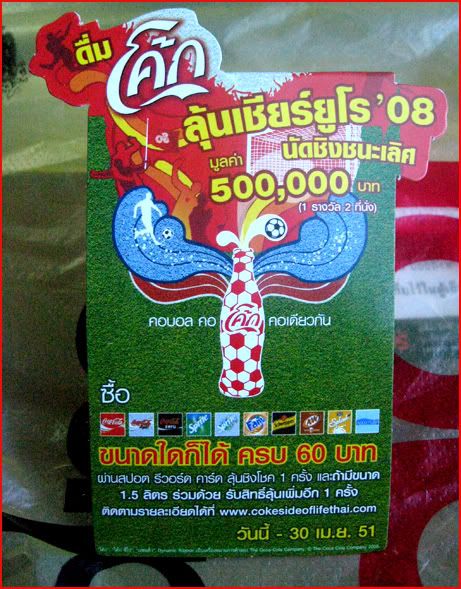 ดื่ม โค้ก
ลุ้นเชียร์ยูโร '08
นัดชิงชนะเลิศ
มูลค่า
500,000 บาท
(1 รางวัล 2 ที่นั่ง)
คอบอล คอ โค้ก คอเดียวกัน
ซื้อ
Coca-Cola Sprite Fanta A&W
ขนาดใดก็ได้ ครบ 60 บาท
ผ่านสปอต รีวอร์ด คาร์ด ลุ้นชิงโชค 1 ครั้ง และถ้ามีขนาด
1.5 ลิตร ร่วมด้วย รับสิทธิ์ลุ้นเพิ่มอีก 1 ครั้ง
ติดตามรายละเอียดได้ที่ www.cokesideoflifethai.com
วันนี้ - 30 เม.ย. 51